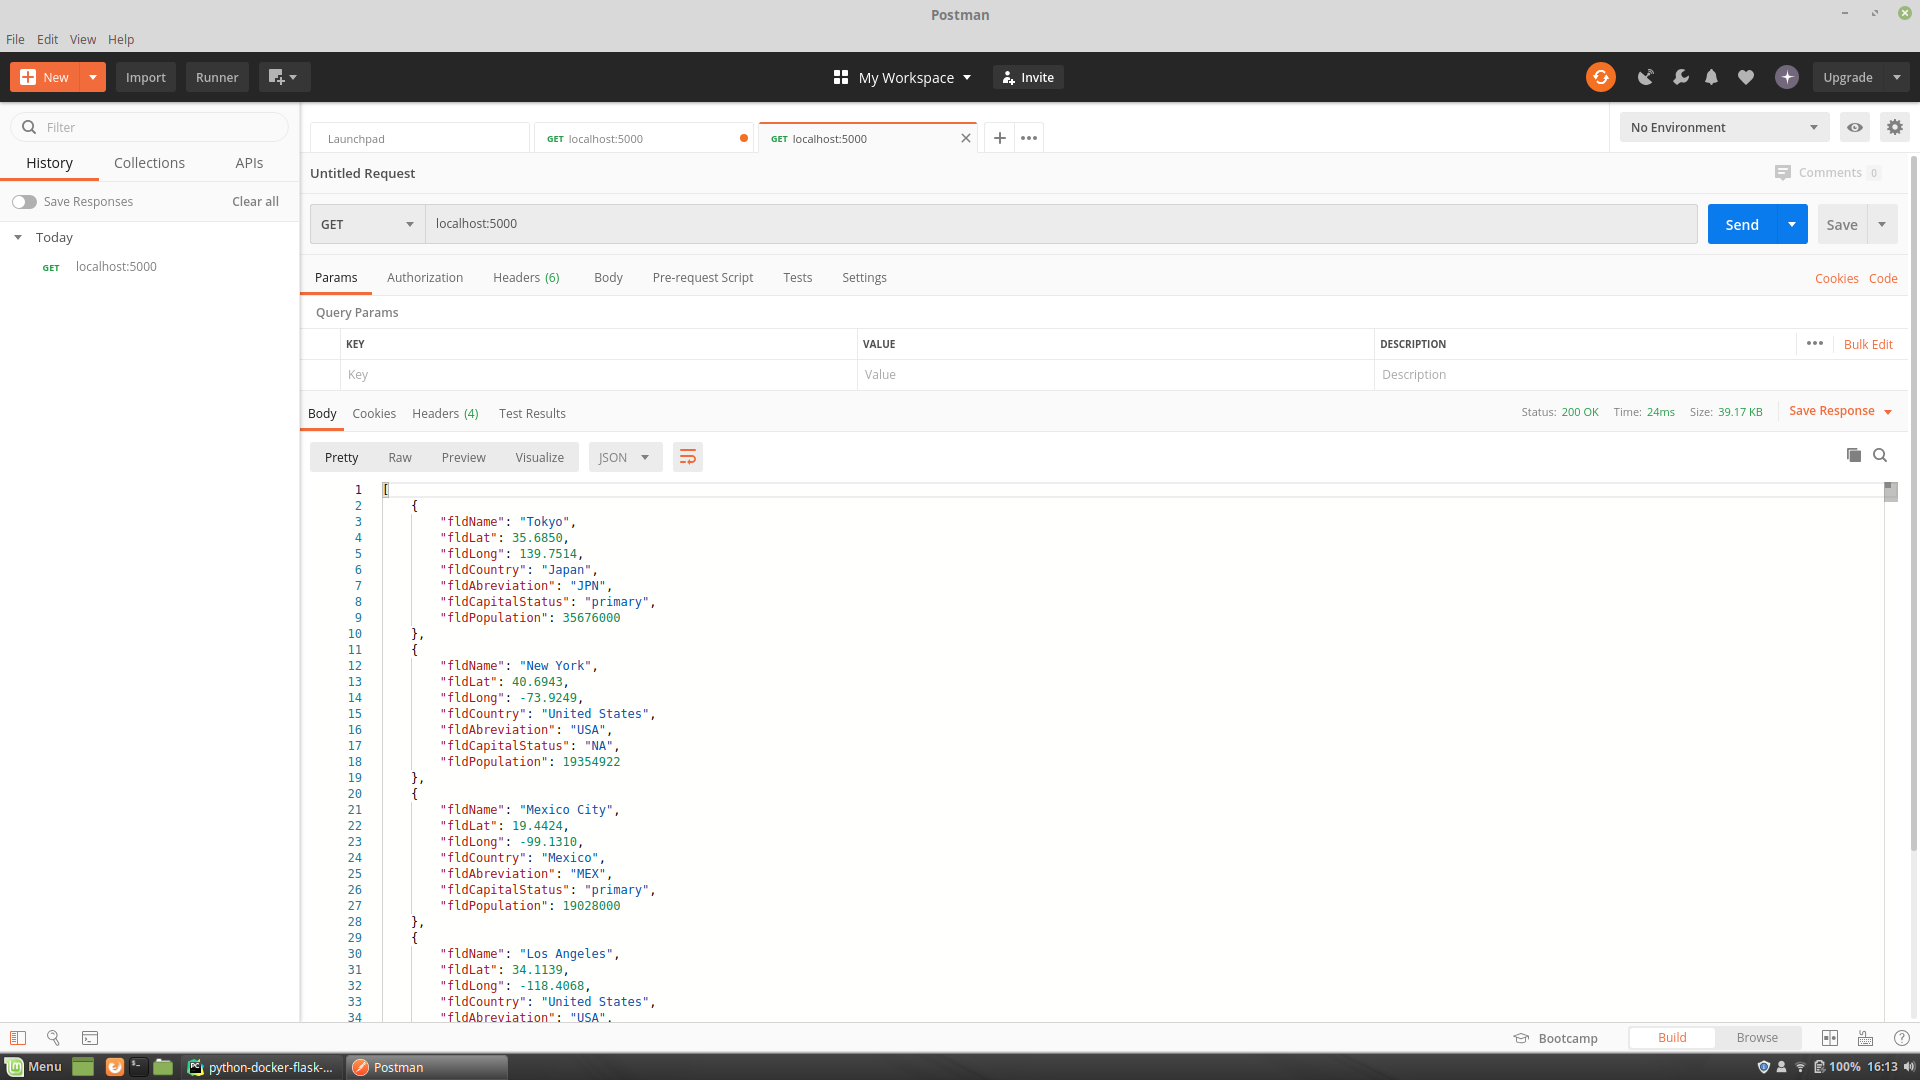 Postman
File Edit View Help
New Import Runner My Workspace Invite Upgrade
Filter
Launchpad GET localhost:5000 GET localhost:5000 No Environment
History Collections APIs
Untitled Request Comments 0
Save Responses Clear all
GET localhost:5000 Send Save
Today
GET localhost:5000
Params Authorization Headers (6) Body Pre-request Script Tests Settings Cookies Code
Query Params
KEY VALUE DESCRIPTION Bulk Edit
Key Value Description
Body Cookies Headers (4) Test Results Status: 200 OK Time: 24ms Size: 39.17 KB Save Response
Pretty Raw Preview Visualize JSON
1 [
2 {
3 "fldName": "Tokyo",
4 "fldLat": 35.6850,
5 "fldLong": 139.7514,
6 "fldCountry": "Japan",
7 "fldAbreviation": "JPN",
8 "fldCapitalStatus": "primary",
9 "fldPopulation": 35676000
10 },
11 {
12 "fldName": "New York",
13 "fldLat": 40.6943,
14 "fldLong": -73.9249,
15 "fldCountry": "United States",
16 "fldAbreviation": "USA",
17 "fldCapitalStatus": "NA",
18 "fldPopulation": 19354922
19 },
20 {
21 "fldName": "Mexico City",
22 "fldLat": 19.4424,
23 "fldLong": -99.1310,
24 "fldCountry": "Mexico",
25 "fldAbreviation": "MEX",
26 "fldCapitalStatus": "primary",
27 "fldPopulation": 19028000
28 },
29 {
30 "fldName": "Los Angeles",
31 "fldLat": 34.1139,
32 "fldLong": -118.4068,
33 "fldCountry": "United States",
34 "fldAbreviation": "USA",
Bootcamp Build Browse
Menu python-docker-flask-... Postman 100% 16:13